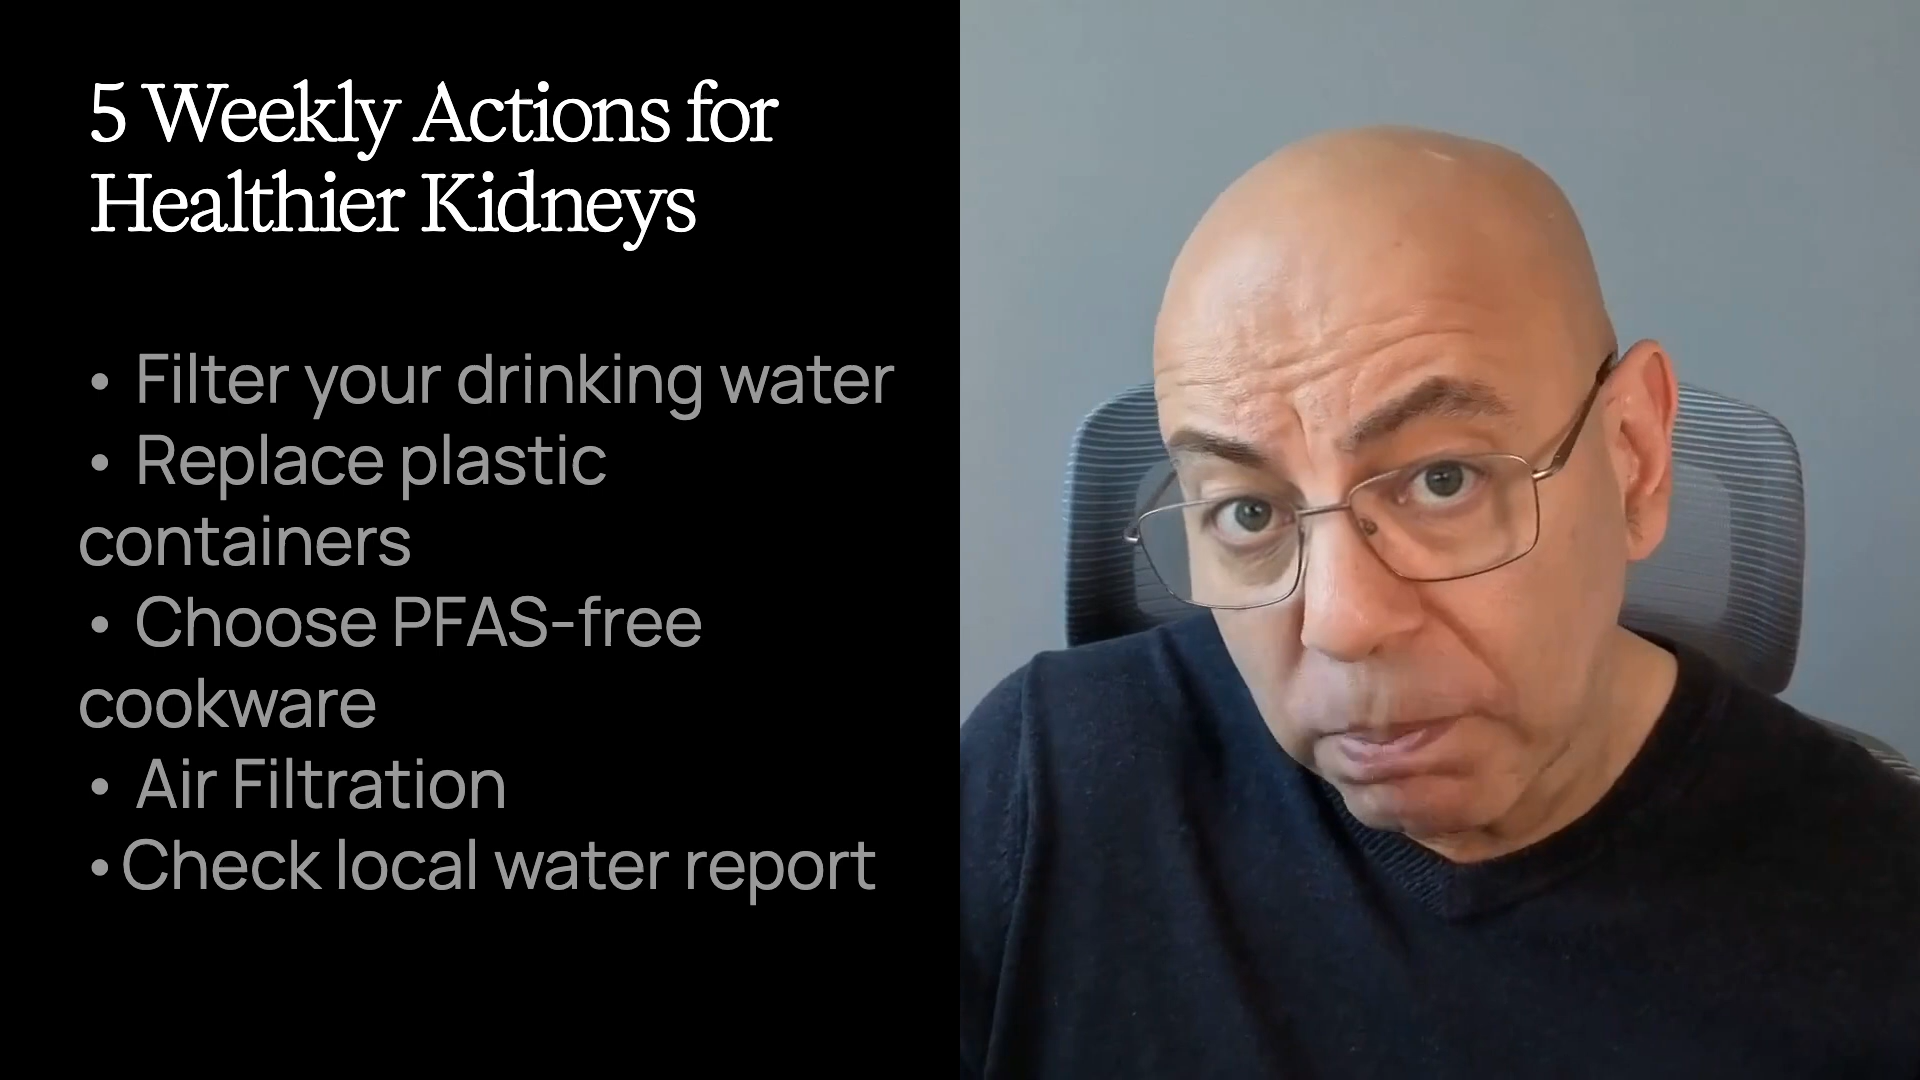 5 Weekly Actions for
Healthier Kidneys
• Filter your drinking water
• Replace plastic
containers
• Choose PFAS-free
cookware
• Air Filtration
• Check local water report